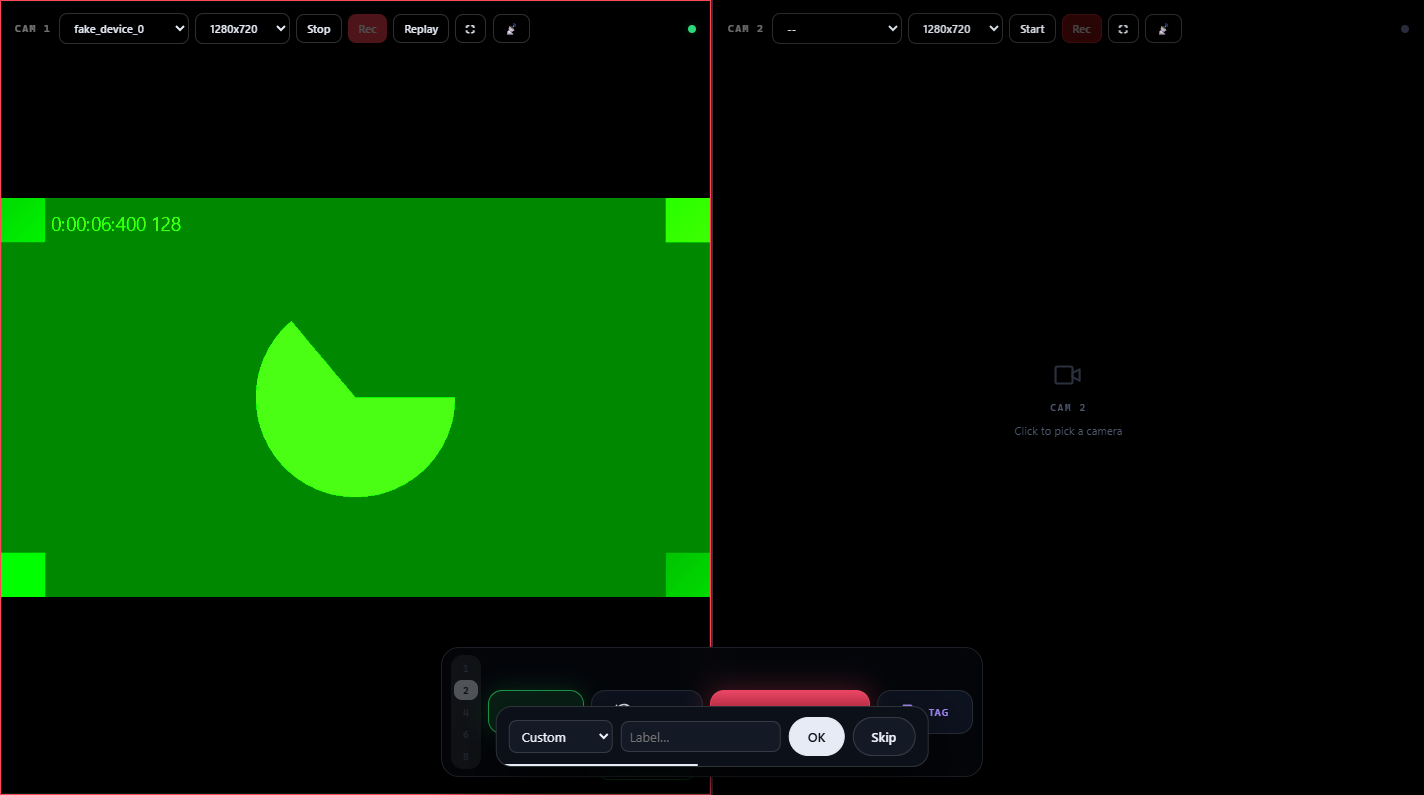 CAM 1 fake_device_0 1280x720 Stop Rec Replay
CAM 2 -- 1280x720 Start Rec
0:00:06:400 128
CAM 2
Click to pick a camera
1
2
4
6
8
TAG
Custom Label... OK Skip